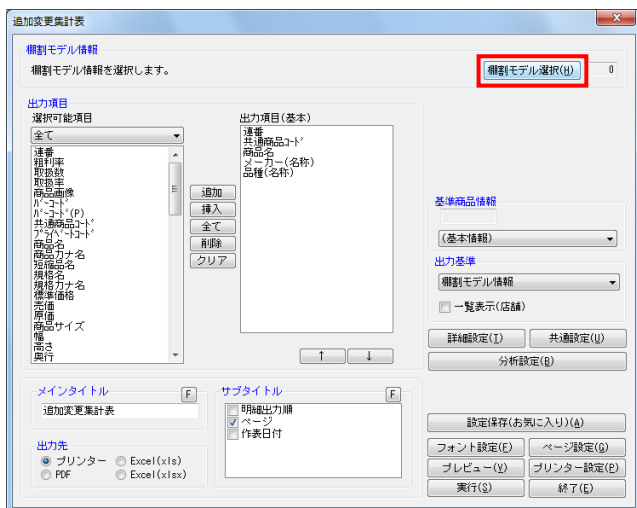 追加変更集計表
棚割モデル情報
棚割モデル情報を選択します。
棚割モデル選択(H)
0
出力項目
選択可能項目
全て
連番
粗利率
取扱数
取扱率
商品画像
ﾊﾞｰｺｰﾄﾞ
ﾊﾞｰｺｰﾄﾞ(P)
共通商品ｺｰﾄﾞ
ﾌﾟﾗｲﾍﾞｰﾄｺｰﾄﾞ
商品名
商品カナ名
短縮品名
規格名
規格カナ名
標準価格
売価
原価
商品サイズ
幅
高さ
奥行
追加
挿入
全て
削除
クリア
出力項目(基本)
連番
共通商品ｺｰﾄﾞ
商品名
メーカー(名称)
品種(名称)
↑
↓
基準商品情報
(基本情報)
出力基準
棚割モデル情報
一覧表示(店舗)
詳細設定(I)
共通設定(U)
分析設定(B)
メインタイトル
F
追加変更集計表
サブタイトル
F
明細出力順
ページ
作表日付
出力先
プリンター
Excel(xls)
PDF
Excel(xlsx)
設定保存(お気に入り)(A)
フォント設定(F)
ページ設定(G)
プレビュー(V)
プリンター設定(P)
実行(S)
終了(E)